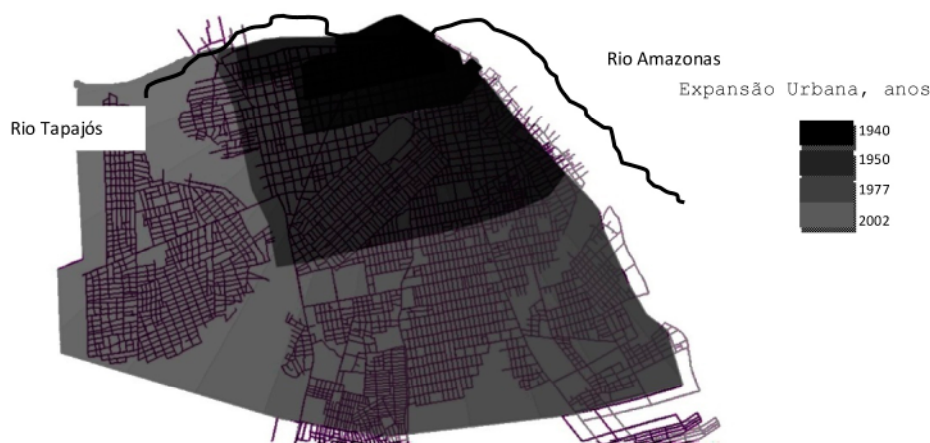 Rio Amazonas
Expansão Urbana, anos
Rio Tapajós
1940
1950
1977
2002